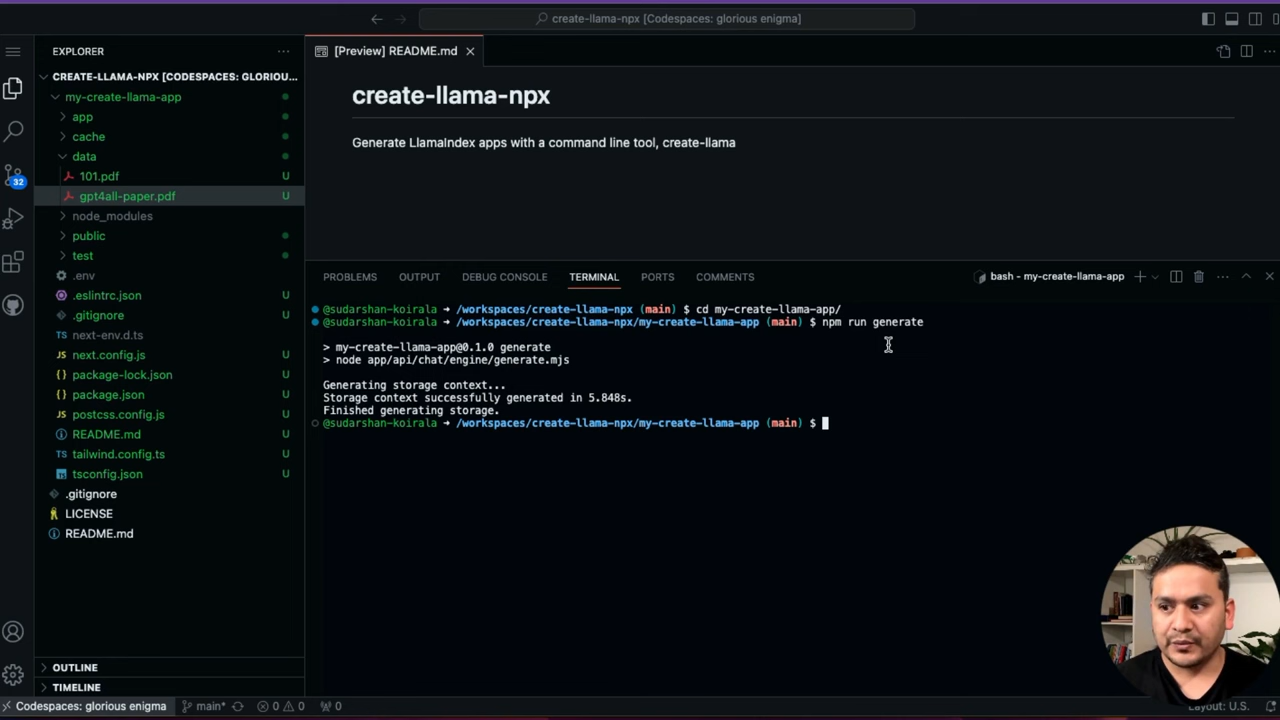 create-llama-npx [Codespaces: glorious enigma]
EXPLORER
CREATE-LLAMA-NPX [CODESPACES: GLORIOU...
my-create-llama-app
app
cache
data
101.pdf U
gpt4all-paper.pdf U
node_modules
public
test
.env
.eslintrc.json U
.gitignore U
next-env.d.ts
next.config.js U
package-lock.json U
package.json U
postcss.config.js U
README.md U
tailwind.config.ts U
tsconfig.json U
.gitignore
LICENSE
README.md
OUTLINE
TIMELINE
32
[Preview] README.md
create-llama-npx
Generate LlamaIndex apps with a command line tool, create-llama
PROBLEMS OUTPUT DEBUG CONSOLE TERMINAL PORTS COMMENTS bash - my-create-llama-app
@sudarshan-koirala → /workspaces/create-llama-npx (main) $ cd my-create-llama-app/
@sudarshan-koirala → /workspaces/create-llama-npx/my-create-llama-app (main) $ npm run generate
> my-create-llama-app@0.1.0 generate
> node app/api/chat/engine/generate.mjs
Generating storage context...
Storage context successfully generated in 5.848s.
Finished generating storage.
@sudarshan-koirala → /workspaces/create-llama-npx/my-create-llama-app (main) $
Codespaces: glorious enigma main* 0 0 0 Layout: U.S.